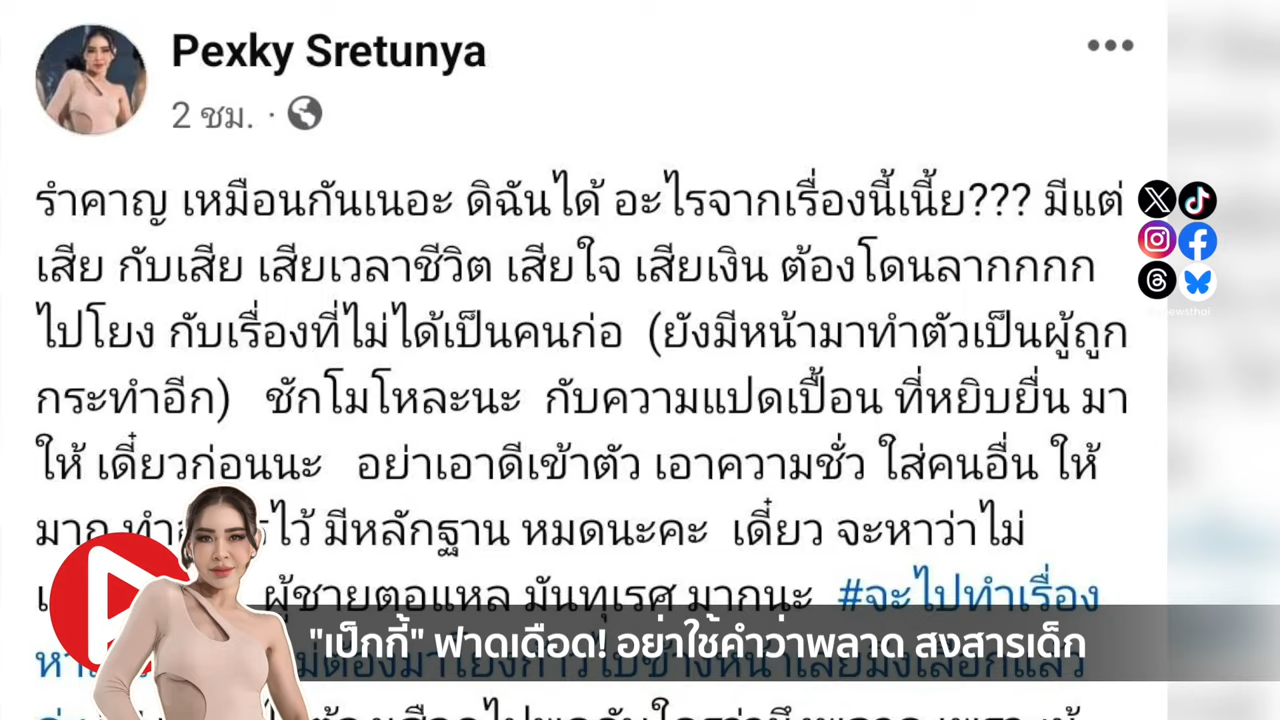 Pexky Sretunya
2 ชม.
รำคาญ เหมือนกันเนอะ ดิฉันได้ อะไรจากเรื่องนี้เนี้ย??? มีแต่
เสีย กับเสีย เสียเวลาชีวิต เสียใจ เสียเงิน ต้องโดนลากกกก
ไปโยง กับเรื่องที่ไม่ได้เป็นคนก่อ (ยังมีหน้ามาทำตัวเป็นผู้ถูก
กระทำอีก) ชักโมโหละนะ กับความแปดเปื้อน ที่หยิบยื่น มา
ให้ เดี๋ยวก่อนนะ อย่าเอาดีเข้าตัว เอาความชั่ว ใส่คนอื่น ให้
มาก ไว้ มีหลักฐาน หมดนะคะ เดี๋ยว จะหาว่าไม่
ผู้ชายตอแหล มันทุเรศ มากนะ #จะไปทำเรื่อง
"เป็กกี้" ฟาดเดือด! อย่าใช้คำว่าพลาด สงสารเด็ก